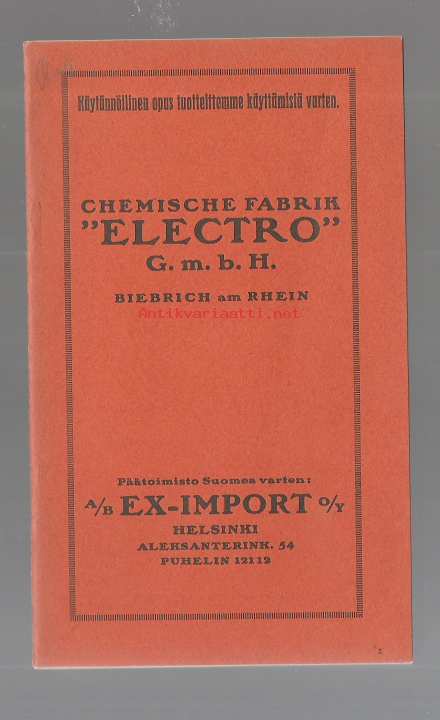 Käytännöllinen opas tuotteittemme käyttämistä varten.
CHEMISCHE FABRIK
"ELECTRO"
G. m. b. H.
BIEBRICH am RHEIN
Antikvariaatti.net
Päätoimisto Suomea varten:
A/B EX-IMPORT O/Y
HELSINKI
ALEKSANTERINK. 54
PUHELIN 12112